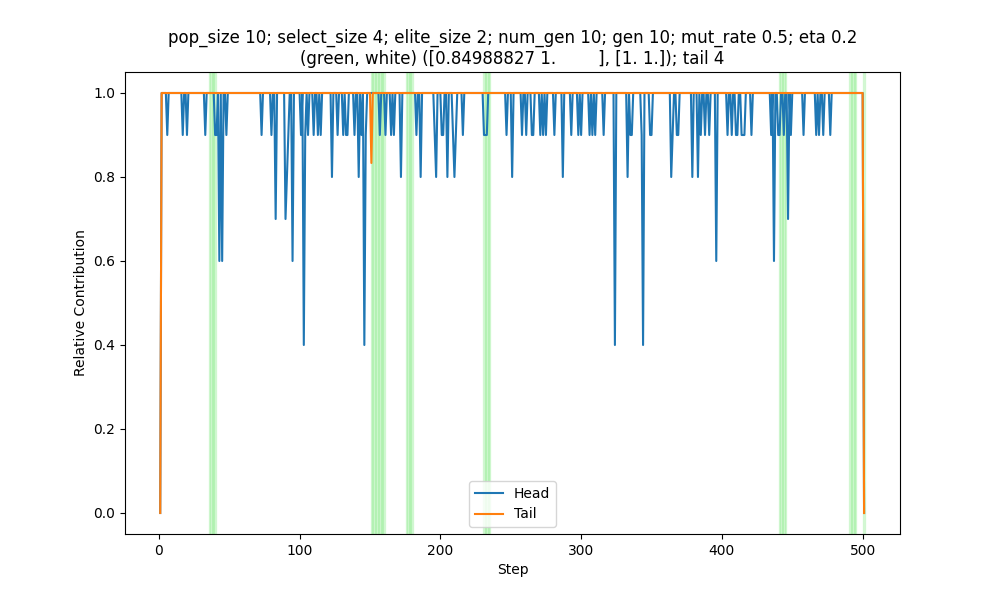 pop_size 10; select_size 4; elite_size 2; num_gen 10; gen 10; mut_rate 0.5; eta 0.2
(green, white) ([0.84988827 1.        ], [1. 1.]); tail 4
Relative Contribution
1.0
0.8
0.6
0.4
0.2
0.0
Head
Tail
0 100 200 300 400 500
Step